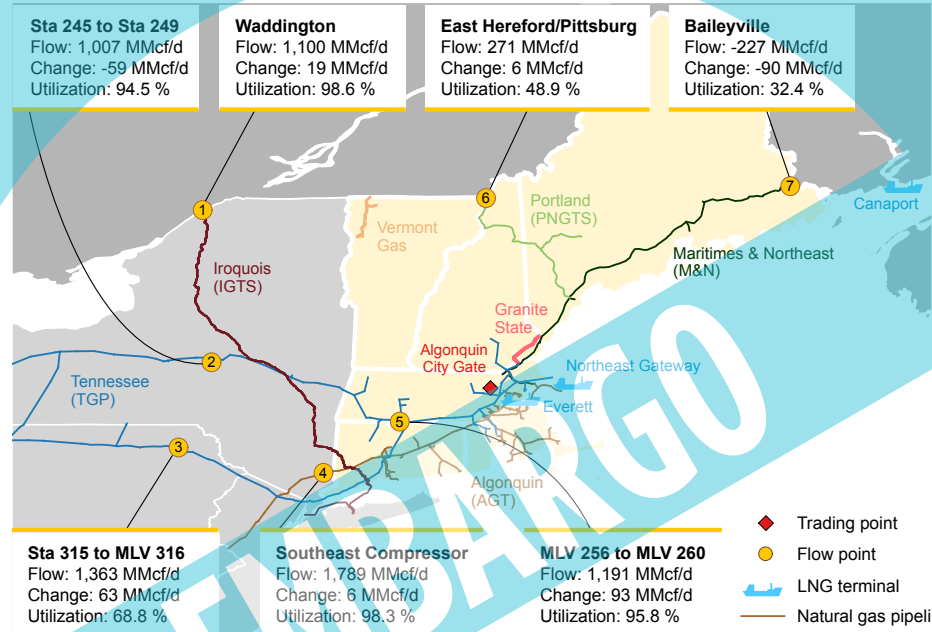 Sta 245 to Sta 249
Flow: 1,007 MMcf/d
Change: -59 MMcf/d
Utilization: 94.5 %
Waddington
Flow: 1,100 MMcf/d
Change: 19 MMcf/d
Utilization: 98.6 %
East Hereford/Pittsburg
Flow: 271 MMcf/d
Change: 6 MMcf/d
Utilization: 48.9 %
Baileyville
Flow: -227 MMcf/d
Change: -90 MMcf/d
Utilization: 32.4 %
1
6
7
Canaport
Portland
(PNGTS)
Vermont
Gas
Maritimes & Northeast
(M&N)
Iroquois
(IGTS)
Granite
State
2
Algonquin
City Gate
Northeast Gateway
Tennessee
(TGP)
Everett
5
3
4
Algonquin
(AGT)
EMBARGO
Sta 315 to MLV 316
Flow: 1,363 MMcf/d
Change: 63 MMcf/d
Utilization: 68.8 %
Southeast Compressor
Flow: 1,789 MMcf/d
Change: 6 MMcf/d
Utilization: 98.3 %
MLV 256 to MLV 260
Flow: 1,191 MMcf/d
Change: 93 MMcf/d
Utilization: 95.8 %
Trading point
Flow point
LNG terminal
Natural gas pipeli